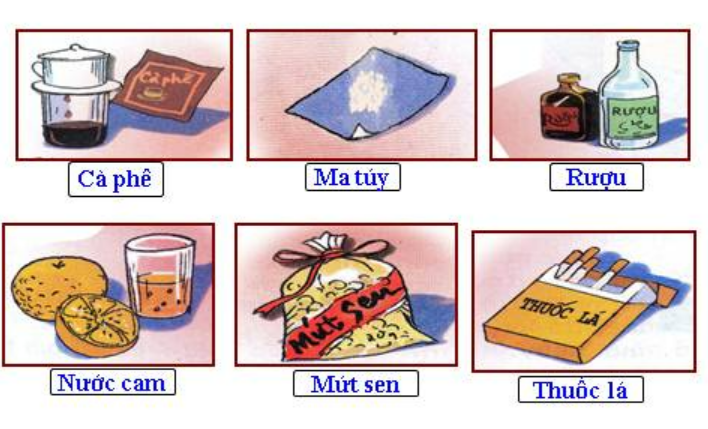 Cà phê
RƯỢU
Cà phê
Ma túy
Rượu
Mứt Sen
THUỐC LÁ
Nước cam
Mứt sen
Thuốc lá